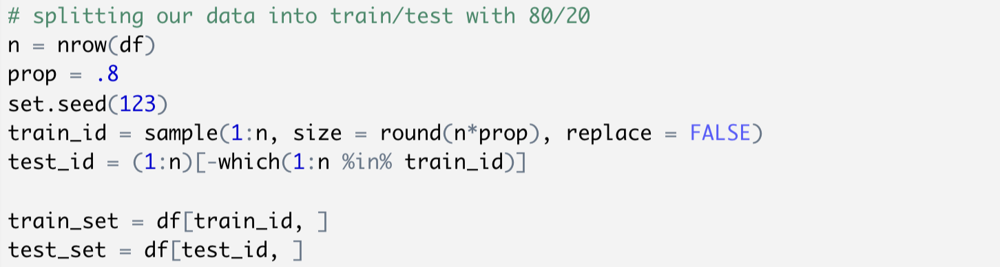 # splitting our data into train/test with 80/20
n = nrow(df)
prop = .8
set.seed(123)
train_id = sample(1:n, size = round(n*prop), replace = FALSE)
test_id = (1:n)[-which(1:n %in% train_id)]
train_set = df[train_id, ]
test_set = df[test_id, ]